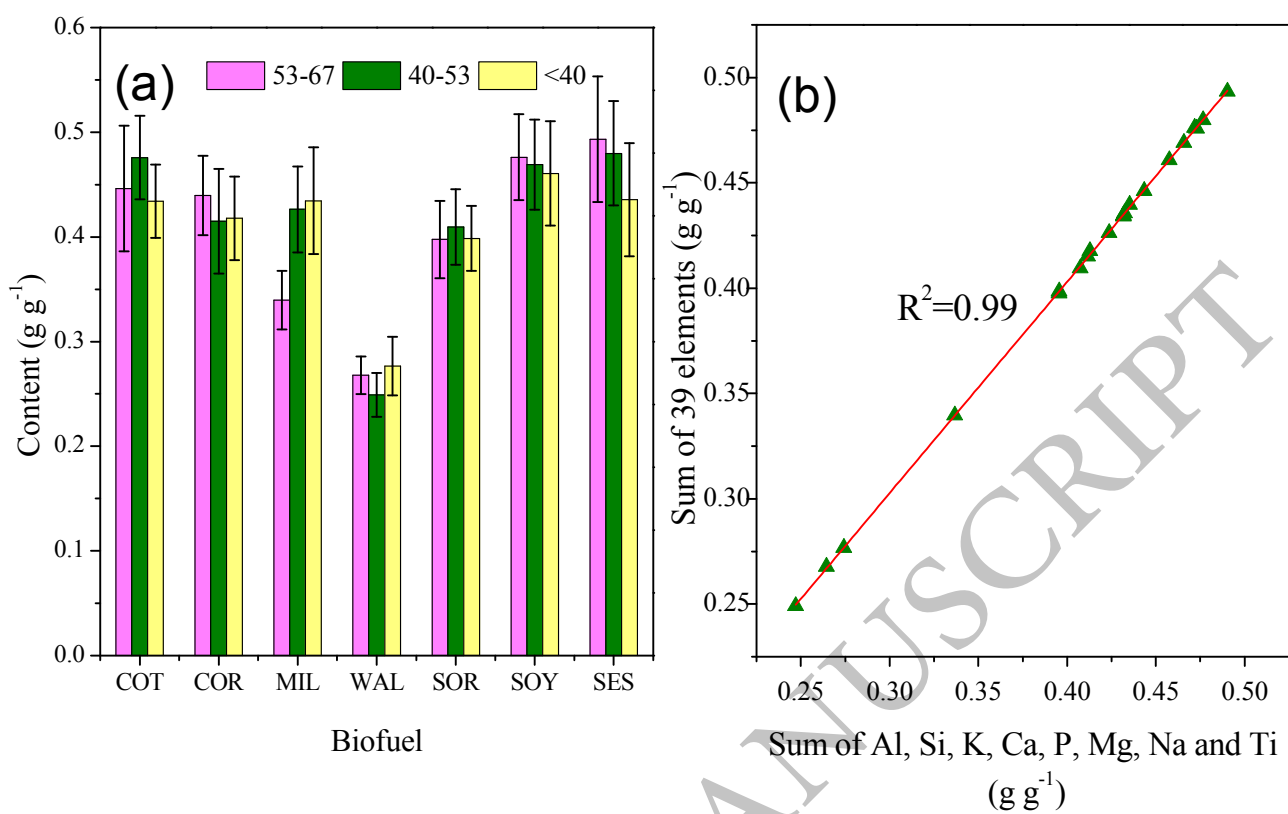 (a)
53-67 40-53 <40
Content (g g⁻¹)
0.6
0.5
0.4
0.3
0.2
0.1
0.0
COT COR MIL WAL SOR SOY SES
Biofuel
(b)
R²=0.99
Sum of 39 elements (g g⁻¹)
0.50
0.45
0.40
0.35
0.30
0.25
0.25 0.30 0.35 0.40 0.45 0.50
Sum of Al, Si, K, Ca, P, Mg, Na and Ti
(g g⁻¹)
ANUSCRIPT